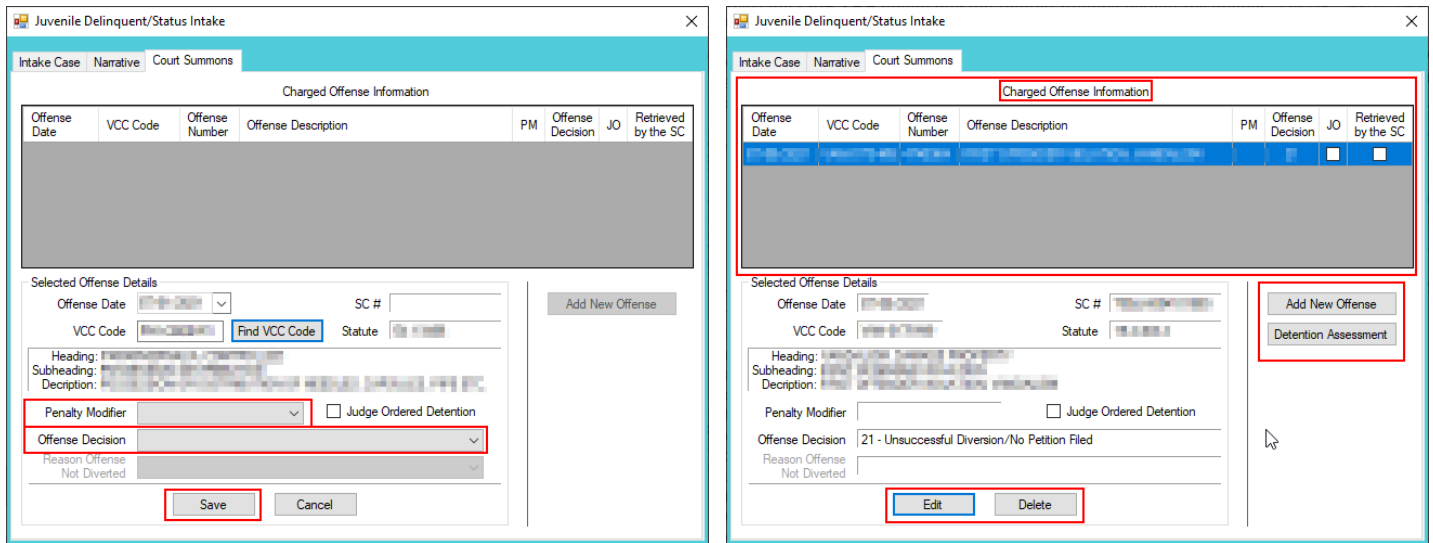 Juvenile Delinquent/Status Intake
Intake Case Narrative Court Summons
Charged Offense Information
Offense Date VCC Code Offense Number Offense Description PM Offense Decision JO Retrieved by the SC
Selected Offense Details
Offense Date SC #
Add New Offense
VCC Code Find VCC Code Statute
Heading:
Subheading:
Decription:
Penalty Modifier Judge Ordered Detention
Offense Decision
Reason Offense
Not Diverted
Save Cancel
Juvenile Delinquent/Status Intake
Intake Case Narrative Court Summons
Charged Offense Information
Offense Date VCC Code Offense Number Offense Description PM Offense Decision JO Retrieved by the SC
Selected Offense Details
Offense Date SC #
Add New Offense
VCC Code Statute
Detention Assessment
Heading:
Subheading:
Decription:
Penalty Modifier Judge Ordered Detention
Offense Decision 21 - Unsuccessful Diversion/No Petition Filed
Reason Offense
Not Diverted
Edit Delete